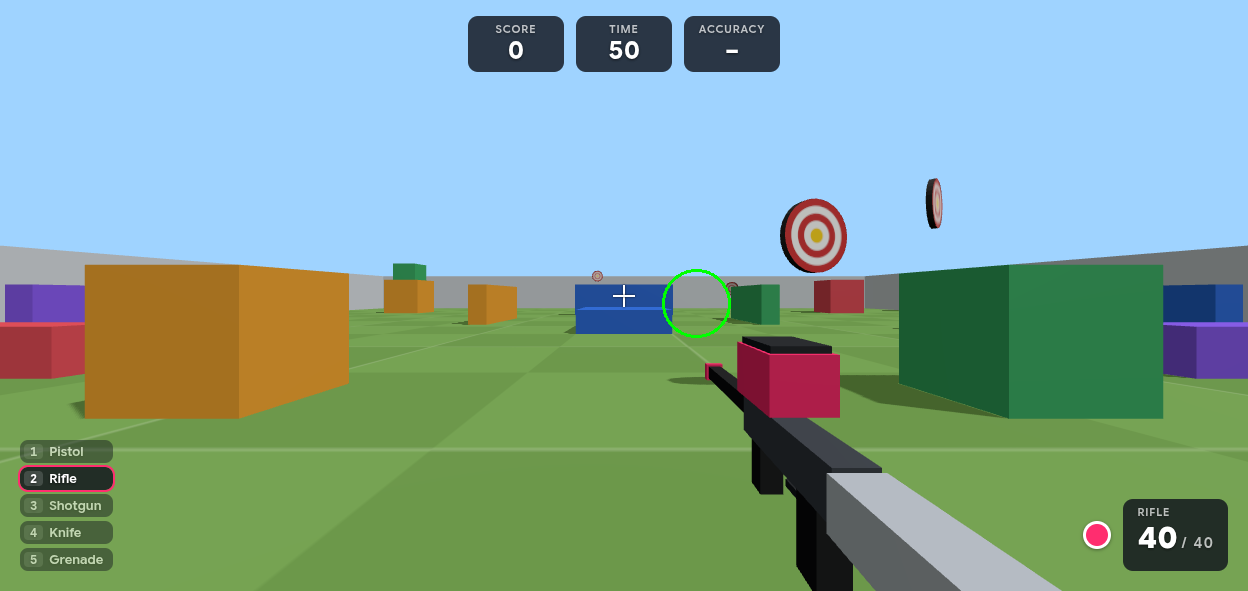 SCORE
0
TIME
50
ACCURACY
–
1 Pistol
2 Rifle
3 Shotgun
4 Knife
5 Grenade
RIFLE
40 / 40